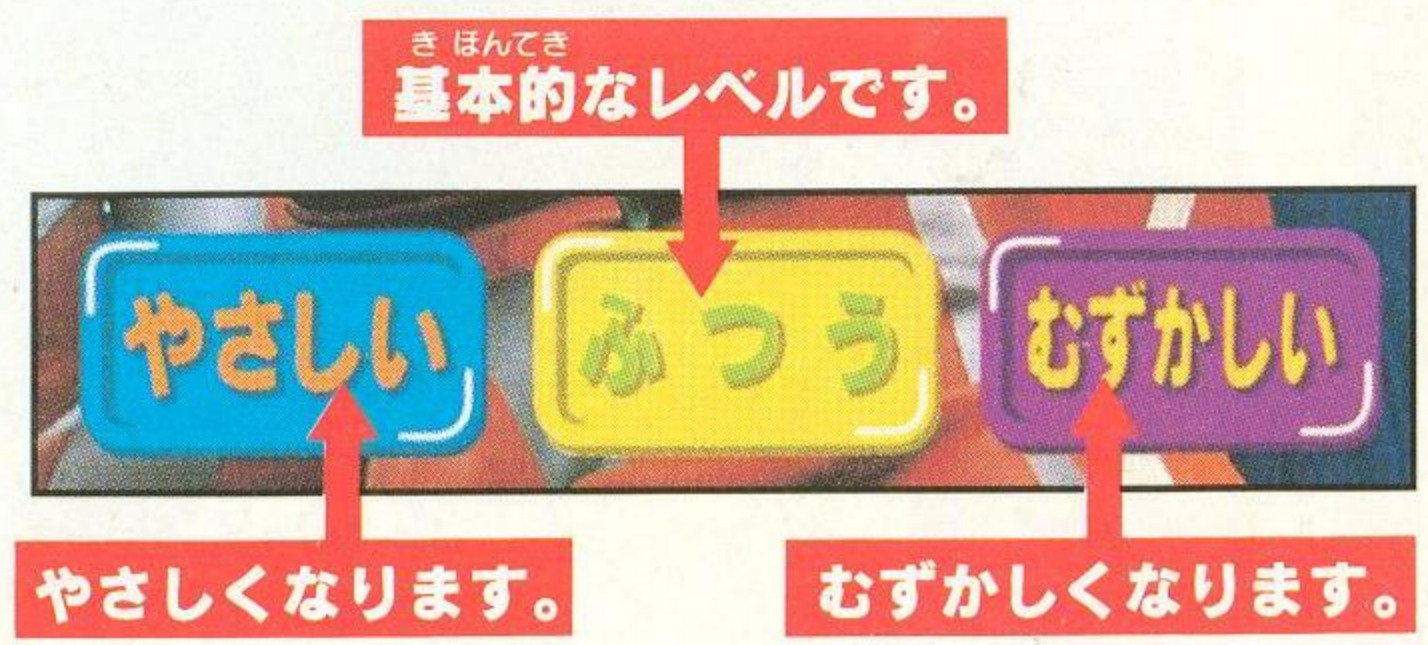 き ほんてき
基本的なレベルです。
やさしい
ふつう
むずかしい
やさしくなります。
むずかしくなります。